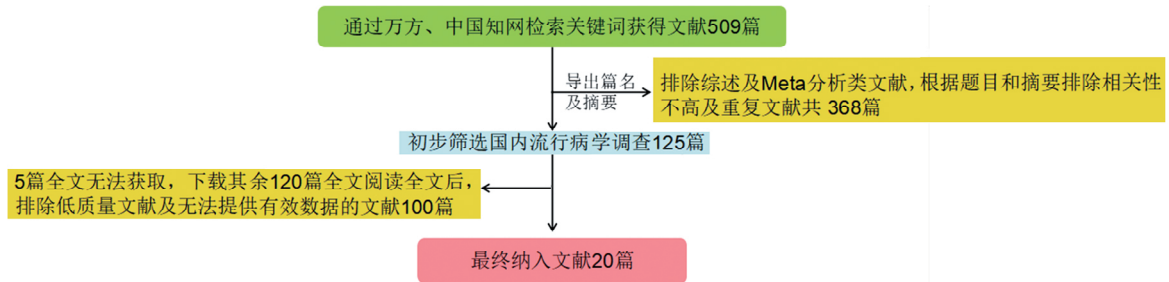 通过万方、中国知网检索关键词获得文献509篇
导出篇名
及摘要
排除综述及Meta分析类文献,根据题目和摘要排除相关性
不高及重复文献共 368篇
初步筛选国内流行病学调查125篇
5篇全文无法获取，下载其余120篇全文阅读全文后，
排除低质量文献及无法提供有效数据的文献100篇
最终纳入文献20篇